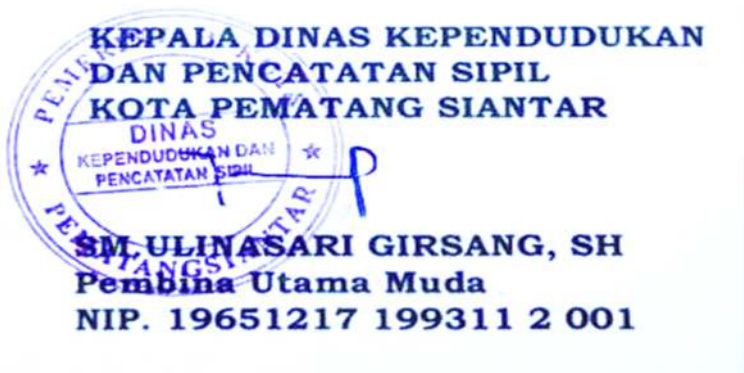 KEPALA DINAS KEPENDUDUKAN
DAN PENCATATAN SIPIL
KOTA PEMATANG SIANTAR
DINAS
KEPENDUDUKAN DAN
PENCATATAN SIPIL
PEMATANGSIANTAR
SM. ULINASARI GIRSANG, SH
Pembina Utama Muda
NIP. 19651217 199311 2 001